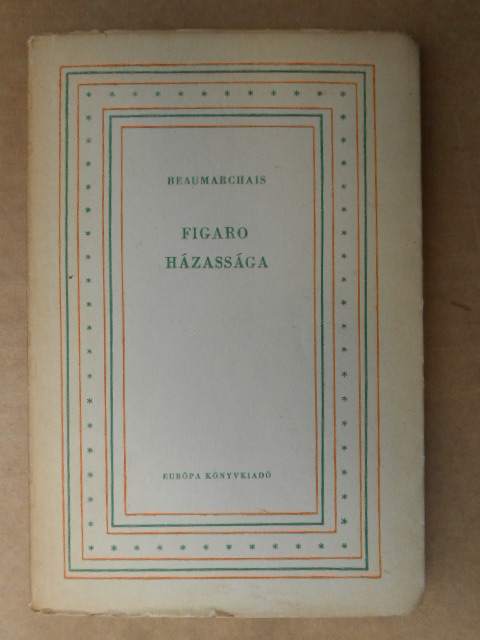 BEAUMARCHAIS
FIGARO
HÁZASSÁGA
EURÓPA KÖNYVKIADÓ